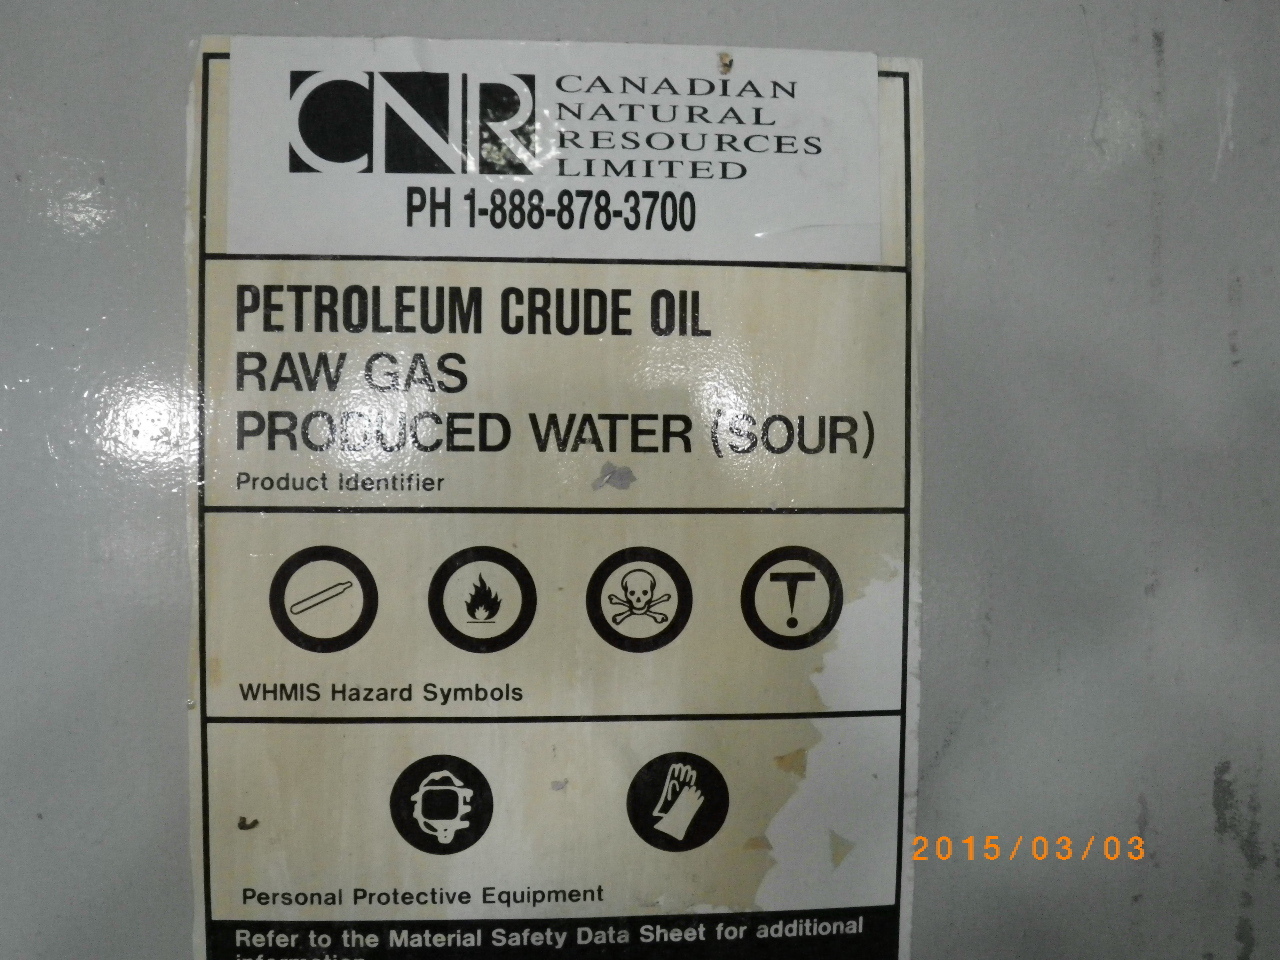 CNR
CANADIAN
NATURAL
RESOURCES
LIMITED
PH 1-888-878-3700
PETROLEUM CRUDE OIL
RAW GAS
PRODUCED WATER (SOUR)
Product Identifier
WHMIS Hazard Symbols
Personal Protective Equipment
Refer to the Material Safety Data Sheet for additional
information
2015/03/03